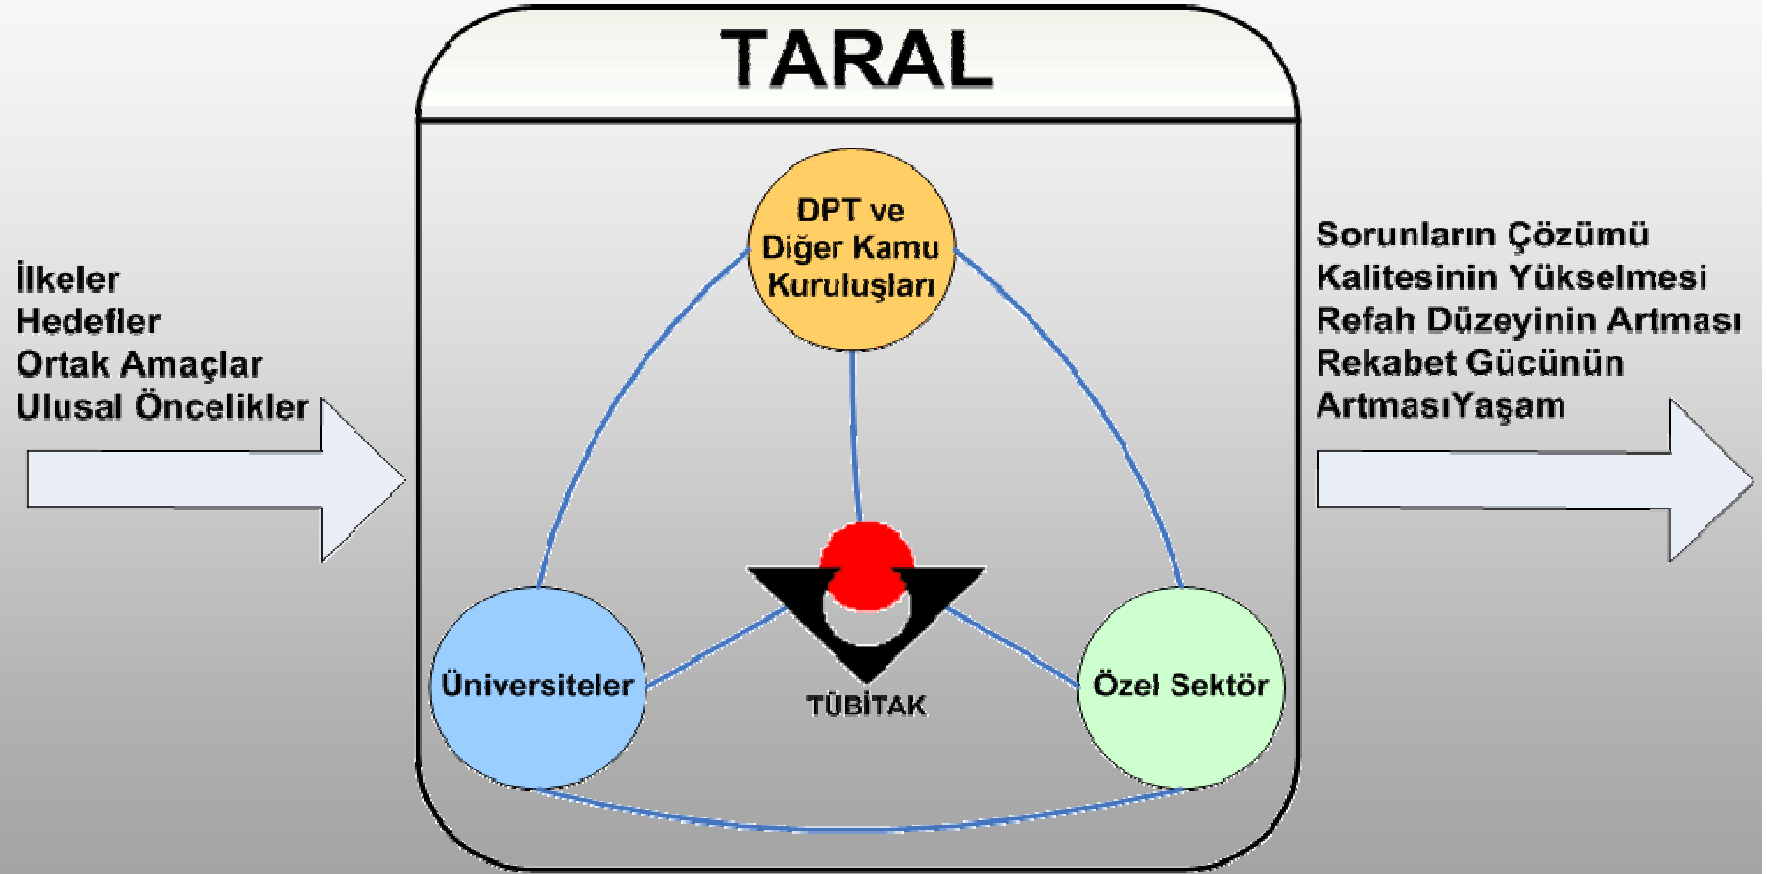 TARAL
DPT ve
Diğer Kamu
Kuruluşları
İlkeler
Hedefler
Ortak Amaçlar
Ulusal Öncelikler
Sorunların Çözümü
Kalitesinin Yükselmesi
Refah Düzeyinin Artması
Rekabet Gücünün
ArtmasıYaşam
Üniversiteler
TÜBİTAK
Özel Sektör